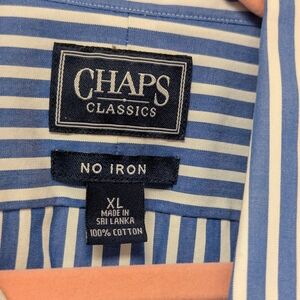 CHAPS
CLASSICS
NO IRON
XL
MADE IN
SRI LANKA
100% COTTON